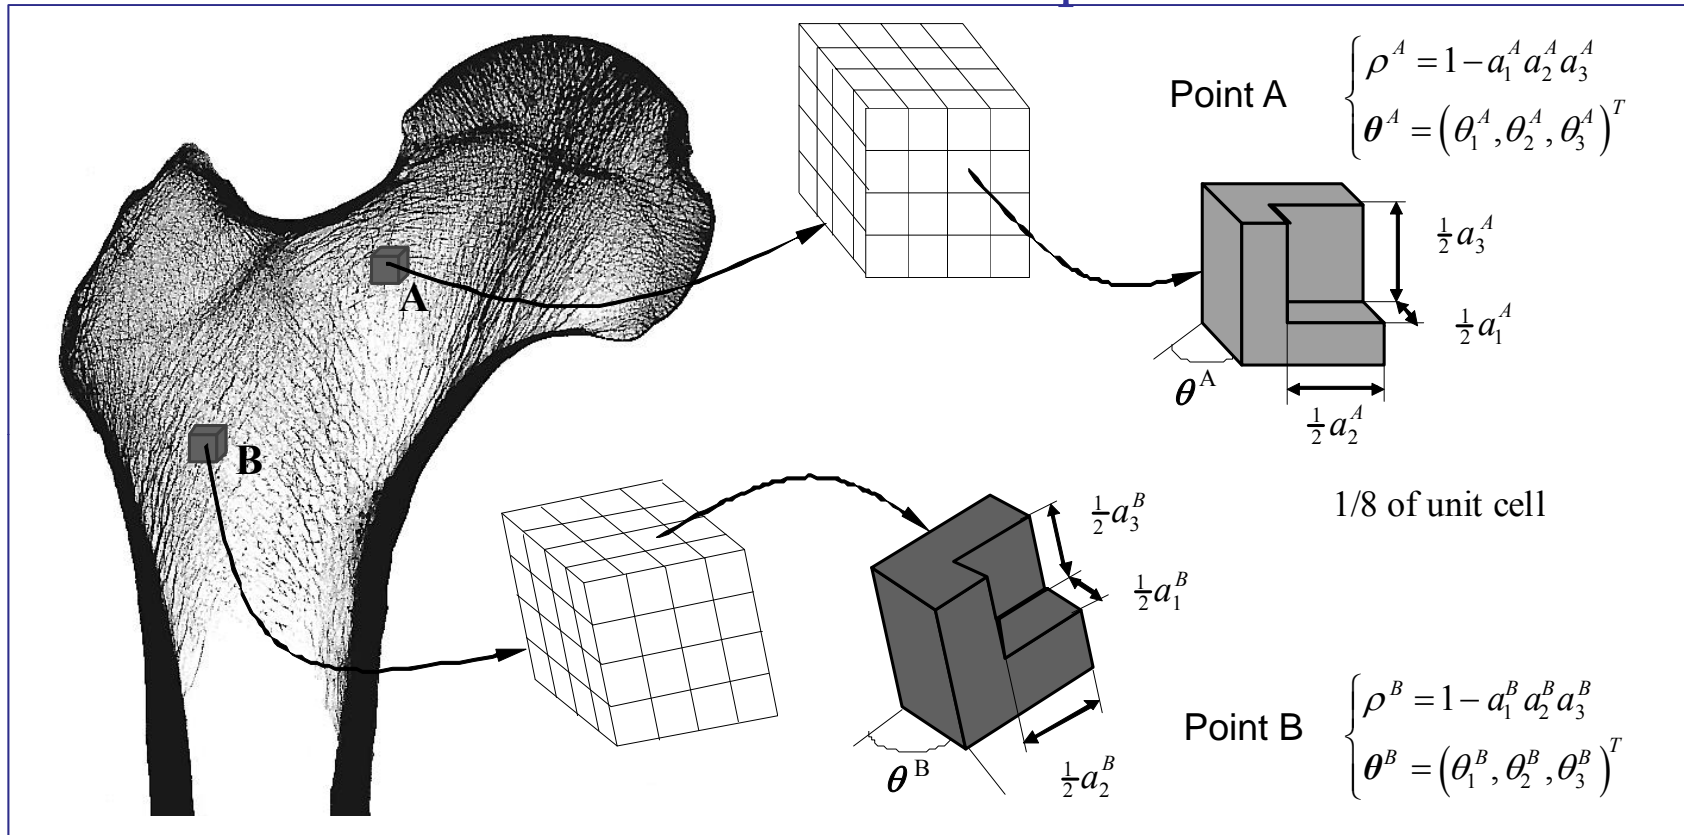 Point A
ρ^A = 1 − a_1^A a_2^A a_3^A
θ^A = (θ_1^A, θ_2^A, θ_3^A)^T
A
½ a_3^A
½ a_1^A
θ^A
½ a_2^A
B
1/8 of unit cell
½ a_3^B
½ a_1^B
θ^B
½ a_2^B
Point B
ρ^B = 1 − a_1^B a_2^B a_3^B
θ^B = (θ_1^B, θ_2^B, θ_3^B)^T